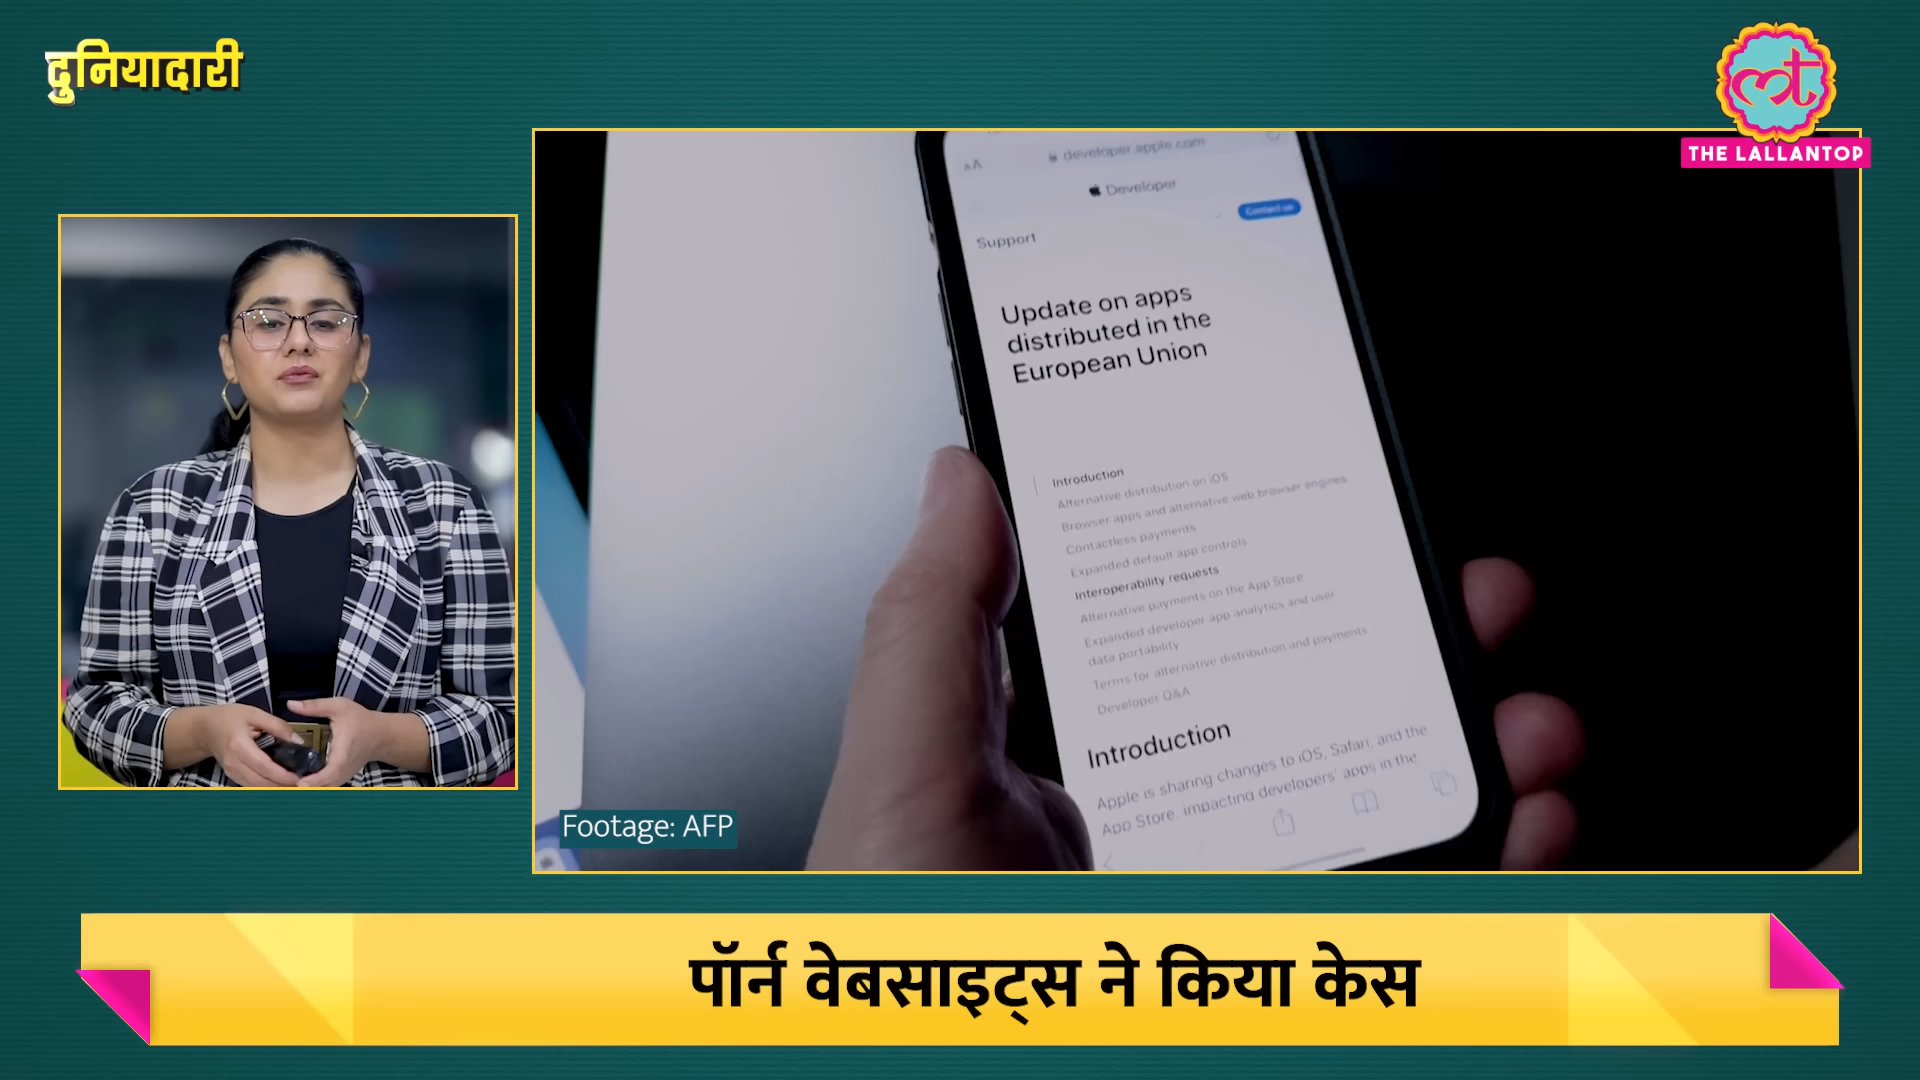 दुनियादारी
lt
THE LALLANTOP
AA developer.apple.com
Developer
Contact us
Support
Update on apps
distributed in the
European Union
Introduction
Alternative distribution on iOS
Browser apps and alternative web browser engines
Contactless payments
Expanded default app controls
Interoperability requests
Alternative payments on the App Store
Expanded developer app analytics and user
data portability
Terms for alternative distribution and payments
Developer Q&A
Introduction
Apple is sharing changes to iOS, Safari, and the
App Store, impacting developers' apps in the
Footage: AFP
पॉर्न वेबसाइट्स ने किया केस